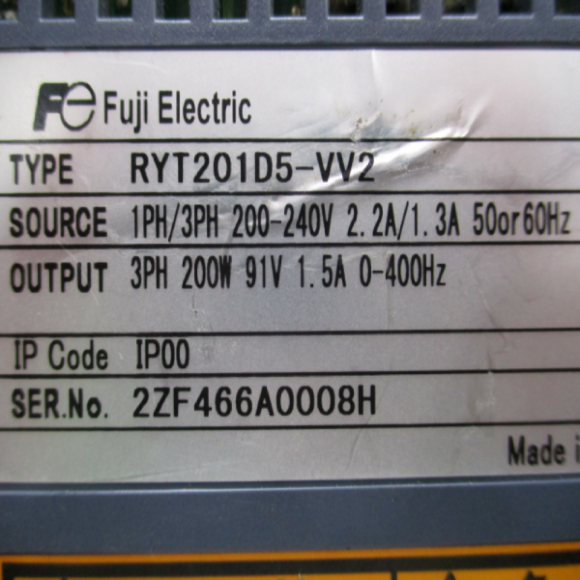 Fe Fuji Electric
TYPE RYT201D5-VV2
SOURCE 1PH/3PH 200-240V 2.2A/1.3A 50or60Hz
OUTPUT 3PH 200W 91V 1.5A 0-400Hz
IP Code IP00
SER.No. 2ZF466A0008H
Made